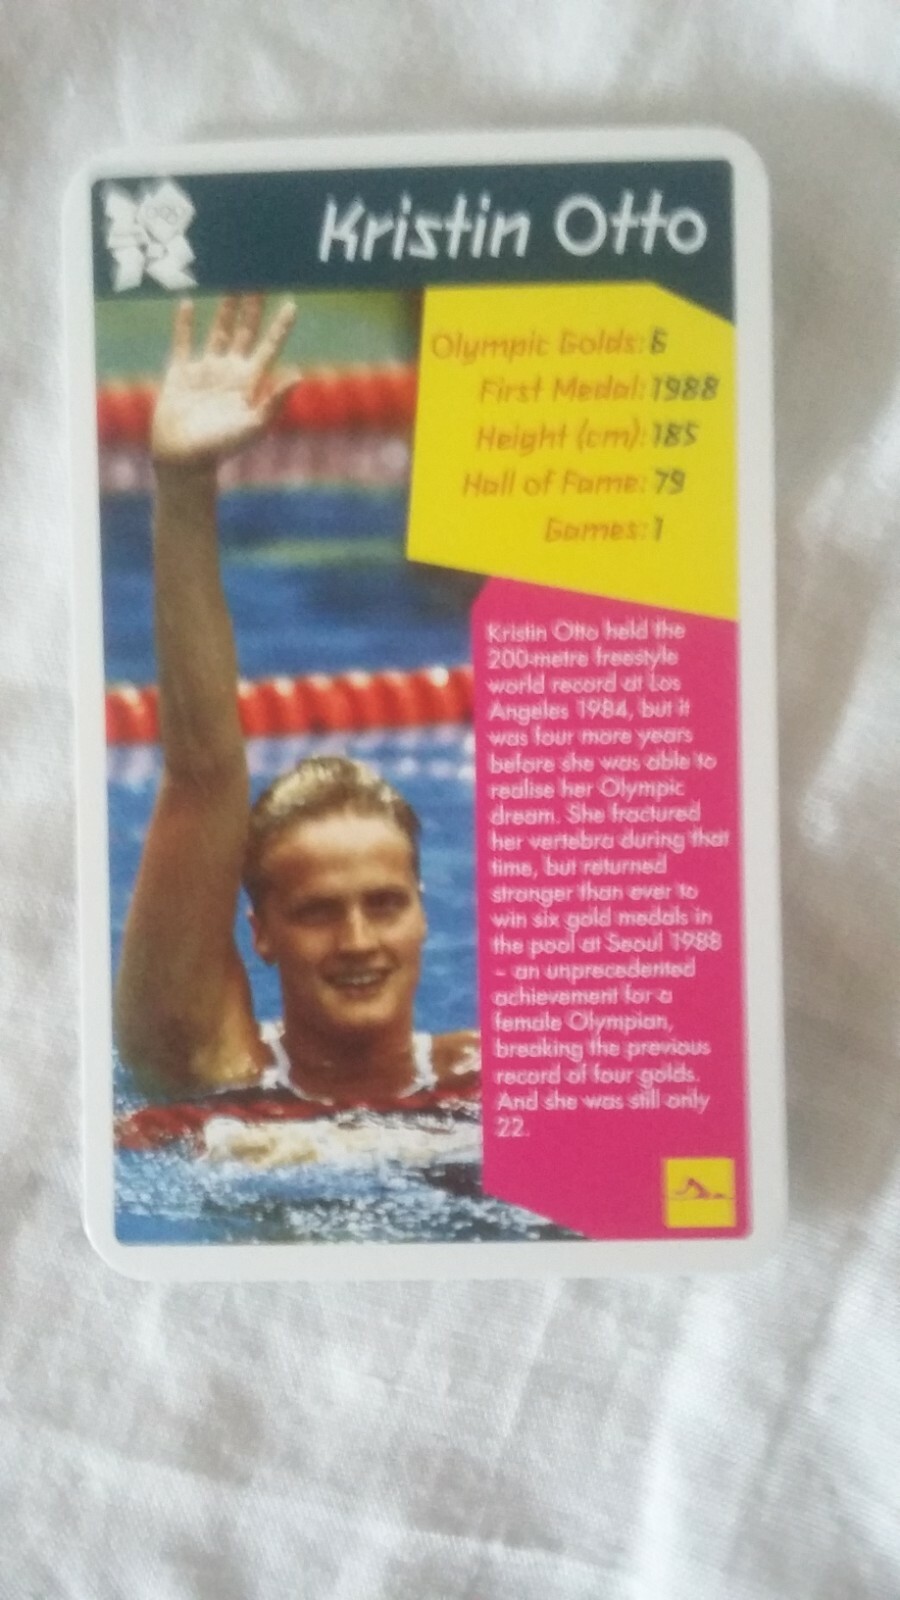 Kristin Otto
Olympic Golds: 6
First Medal: 1988
Height (cm): 185
Hall of Fame: 79
Games: 1
Kristin Otto held the
200-metre freestyle
world record at Los
Angeles 1984, but it
was four more years
before she was able to
realise her Olympic
dream. She fractured
her vertebra during that
time, but returned
stronger than ever to
win six gold medals in
the pool at Seoul 1988
– an unprecedented
achievement for a
female Olympian,
breaking the previous
record of four golds.
And she was still only
22.